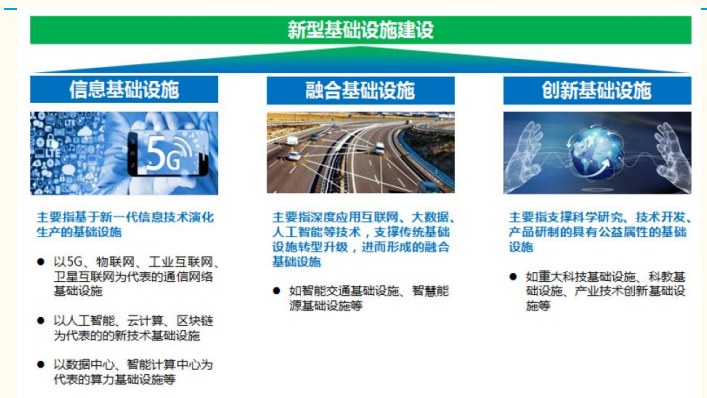 新型基础设施建设
信息基础设施
融合基础设施
创新基础设施
5G
主要指基于新一代信息技术演化
生产的基础设施
● 以5G、物联网、工业互联网、
卫星互联网为代表的通信网络
基础设施
● 以人工智能、云计算、区块链
为代表的的新技术基础设施
● 以数据中心、智能计算中心为
代表的算力基础设施等
主要指深度应用互联网、大数据、
人工智能等技术，支撑传统基础
设施转型升级，进而形成的融合
基础设施
● 如智能交通基础设施、智慧能
源基础设施等
主要指支撑科学研究、技术开发、
产品研制的具有公益属性的基础
设施
● 如重大科技基础设施、科教基
础设施、产业技术创新基础设
施等